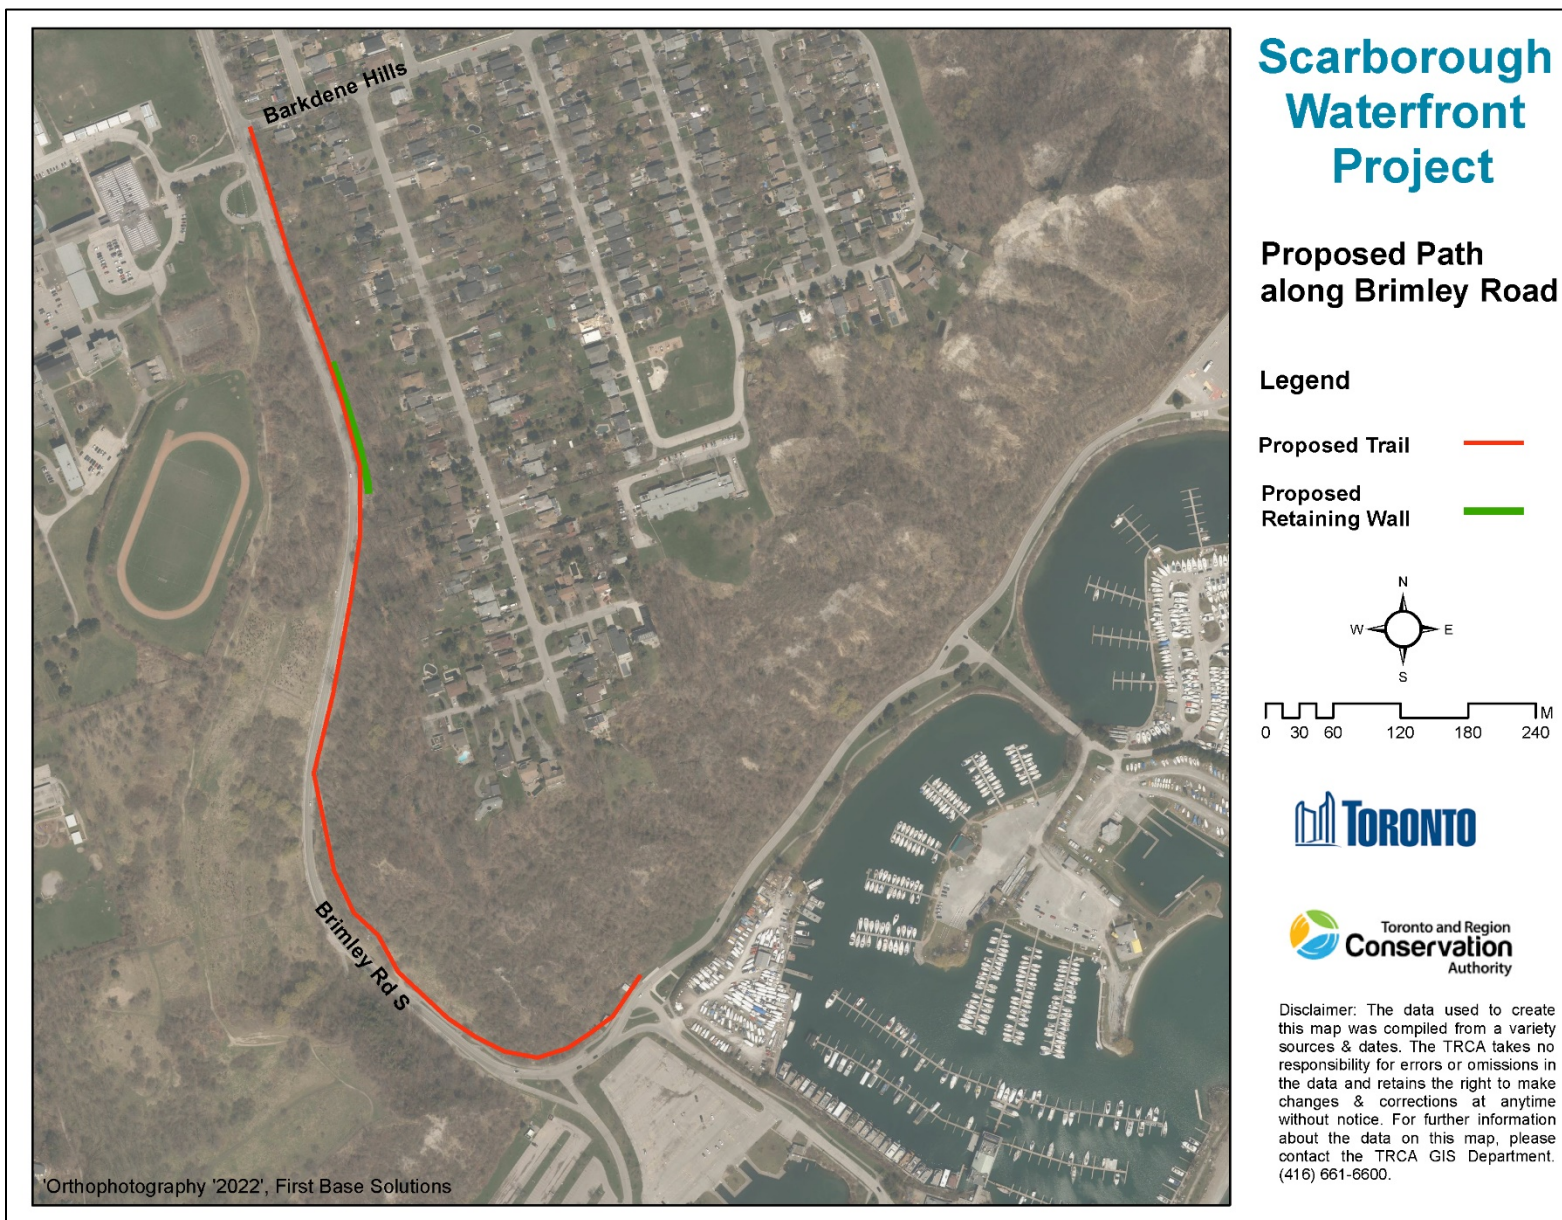 Barkdene Hills
Brimley Rd S
'Orthophotography '2022', First Base Solutions
Scarborough
Waterfront
Project
Proposed Path
along Brimley Road
Legend
Proposed Trail
Proposed
Retaining Wall
N
W
E
S
M
0 30 60 120 180 240
TORONTO
Toronto and Region
Conservation
Authority
Disclaimer: The data used to create
this map was compiled from a variety
sources & dates. The TRCA takes no
responsibility for errors or omissions in
the data and retains the right to make
changes & corrections at anytime
without notice. For further information
about the data on this map, please
contact the TRCA GIS Department.
(416) 661-6600.